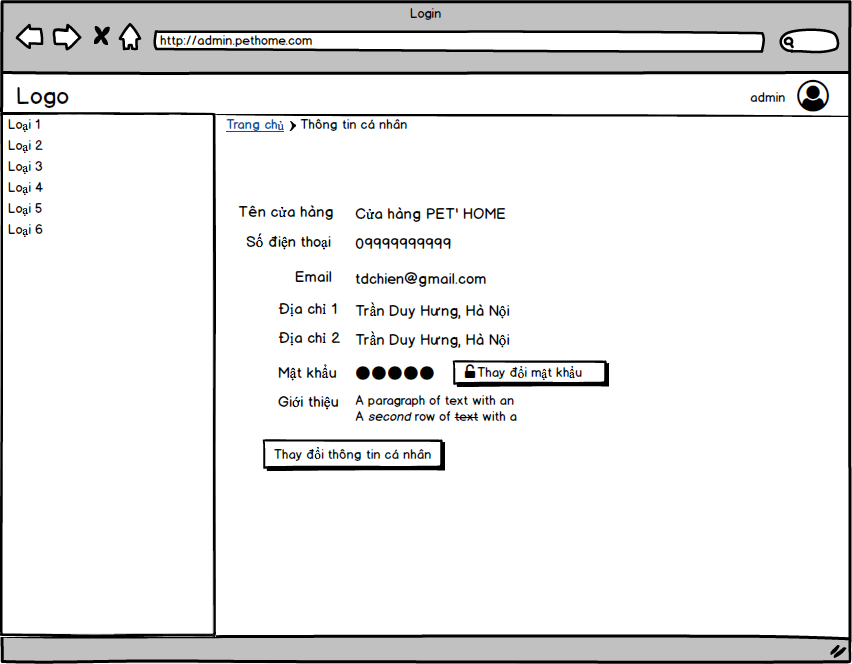 Login
http://admin.pethome.com
Logo
admin
Loại 1
Loại 2
Loại 3
Loại 4
Loại 5
Loại 6
Trang chủ Thông tin cá nhân
Tên cửa hàng Cửa hàng PET' HOME
Số điện thoại 09999999999
Email tdchien@gmail.com
Địa chỉ 1 Trần Duy Hưng, Hà Nội
Địa chỉ 2 Trần Duy Hưng, Hà Nội
Mật khẩu ●●●●● Thay đổi mật khẩu
Giới thiệu A paragraph of text with an
A second row of text with a
Thay đổi thông tin cá nhân